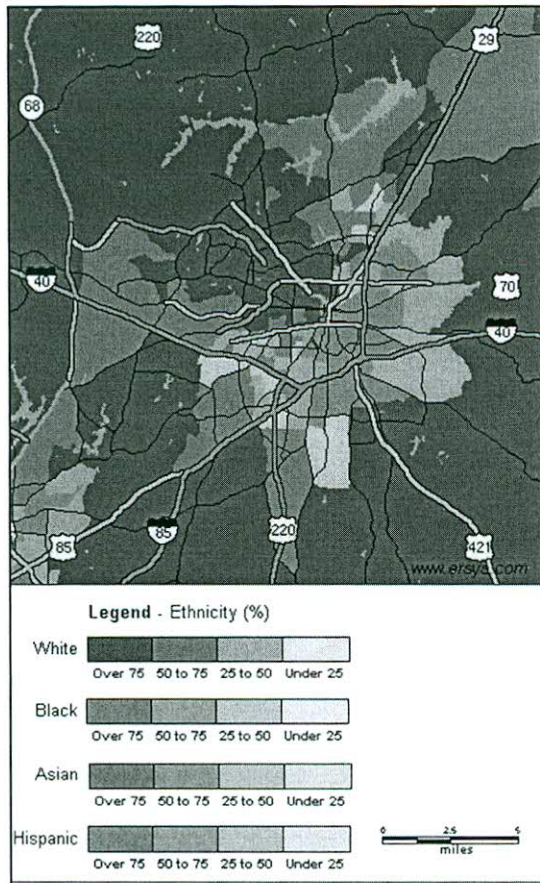 220
29
68
40
70
40
85
85
220
421
www.ersys.com
Legend - Ethnicity (%)
White
Over 75 50 to 75 25 to 50 Under 25
Black
Over 75 50 to 75 25 to 50 Under 25
Asian
Over 75 50 to 75 25 to 50 Under 25
Hispanic
Over 75 50 to 75 25 to 50 Under 25
0 2.5 5
miles